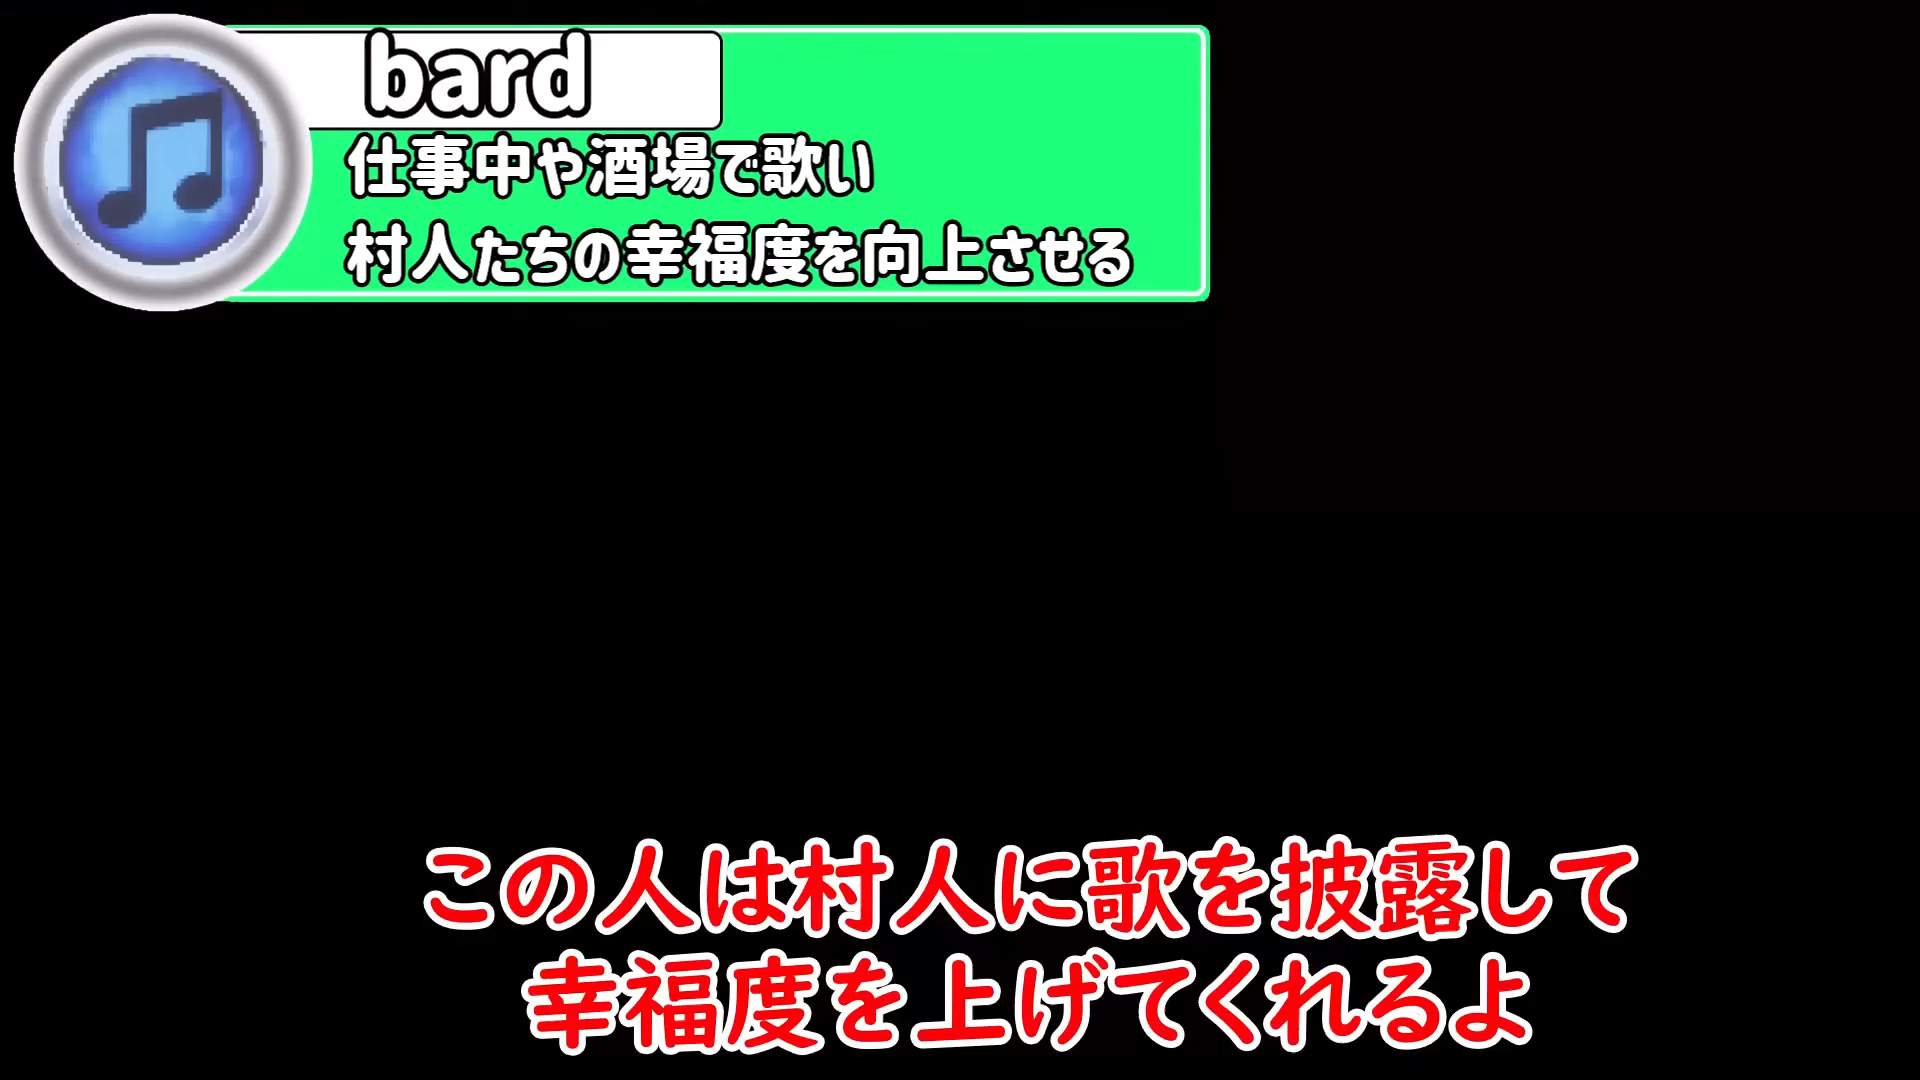 bard
仕事中や酒場で歌い
村人たちの幸福度を向上させる
この人は村人に歌を披露して
幸福度を上げてくれるよ